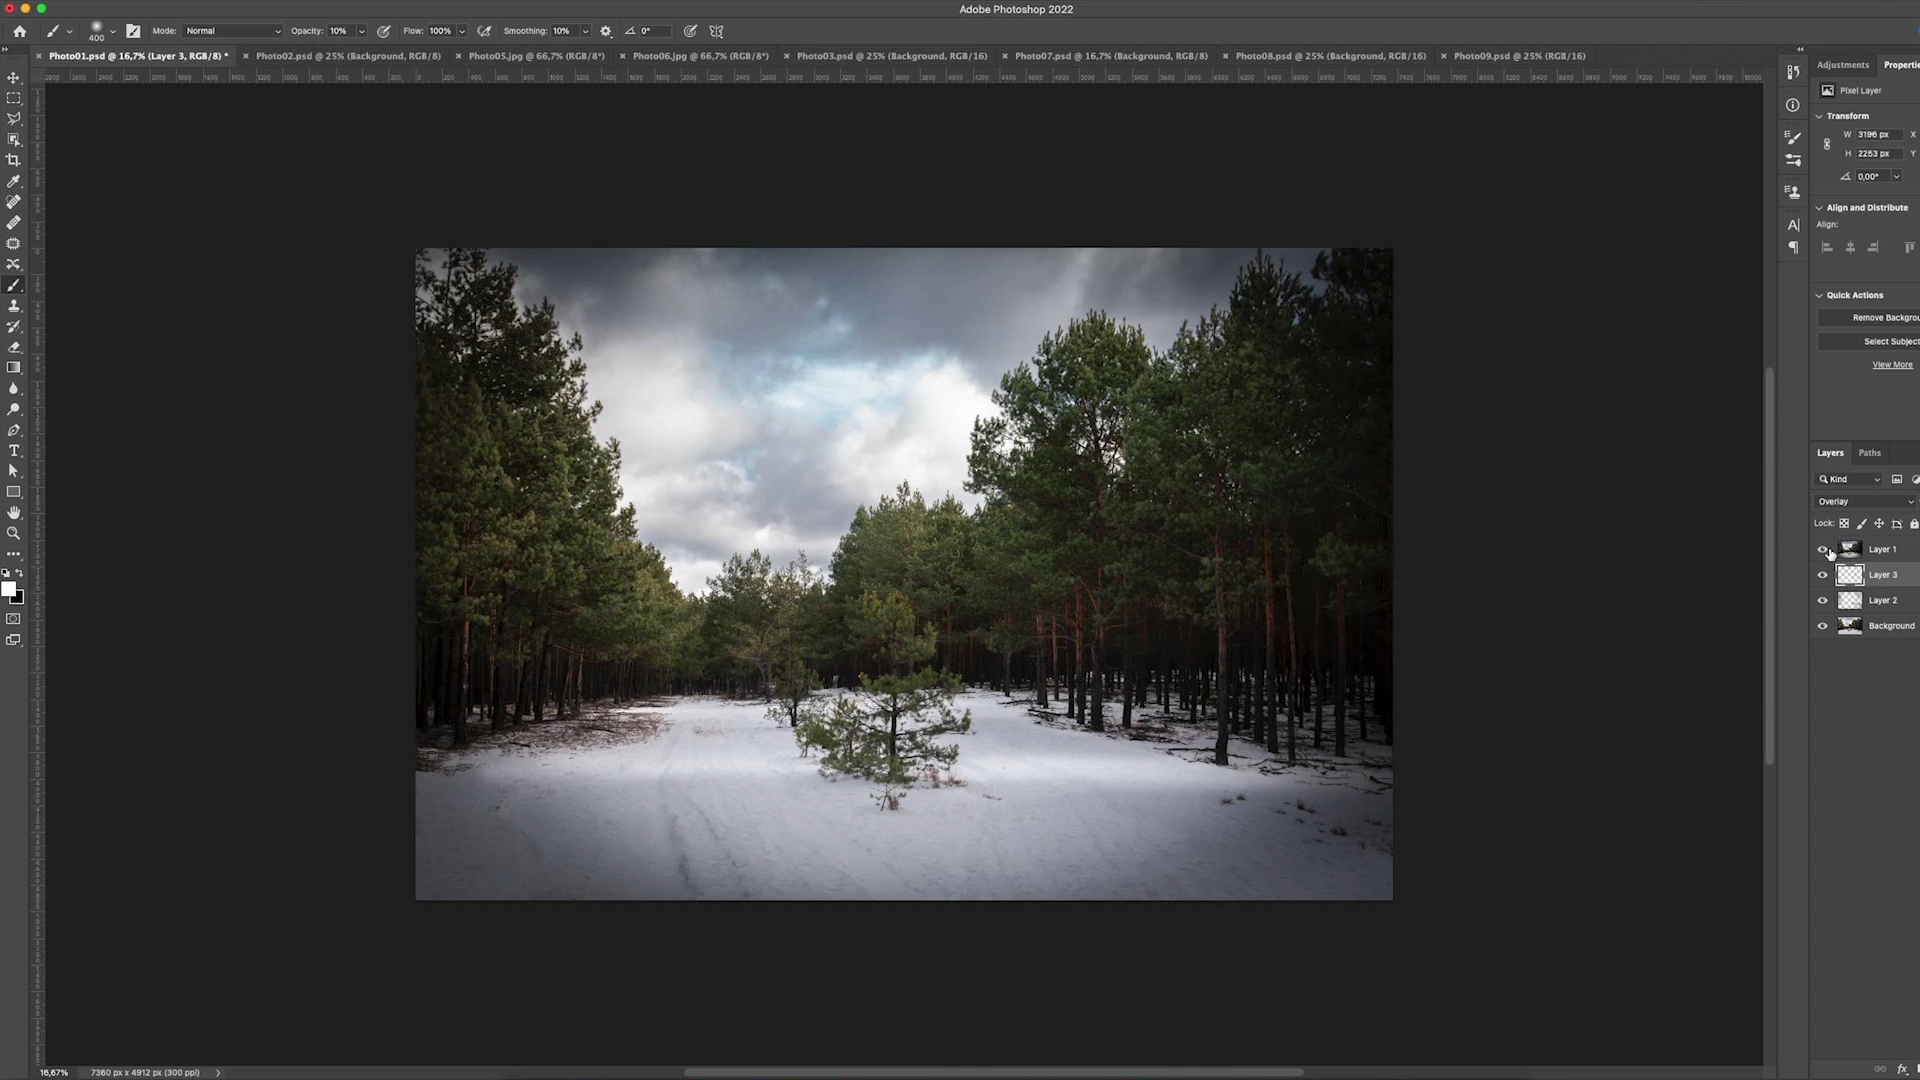 Adobe Photoshop 2022
400
Mode: Normal
Opacity: 10%
Flow: 100%
Smoothing: 10%
0°
Photo01.psd @ 16,7% (Layer 3, RGB/8) *
Photo02.psd @ 25% (Background, RGB/8)
Photo05.jpg @ 66,7% (RGB/8*)
Photo06.jpg @ 66,7% (RGB/8*)
Photo03.psd @ 25% (Background, RGB/16)
Photo07.psd @ 16,7% (Background, RGB/8)
Photo08.psd @ 25% (Background, RGB/16)
Photo09.psd @ 25% (RGB/16)
Adjustments
Propertie
Pixel Layer
Transform
W 3196 px X
H 2253 px Y
0,00°
Align and Distribute
Align:
Quick Actions
Remove Backgrou
Select Subject
View More
Layers
Paths
Kind
Overlay
Lock:
Layer 1
Layer 3
Layer 2
Background
fx
16,67%
7360 px x 4912 px (300 ppi)